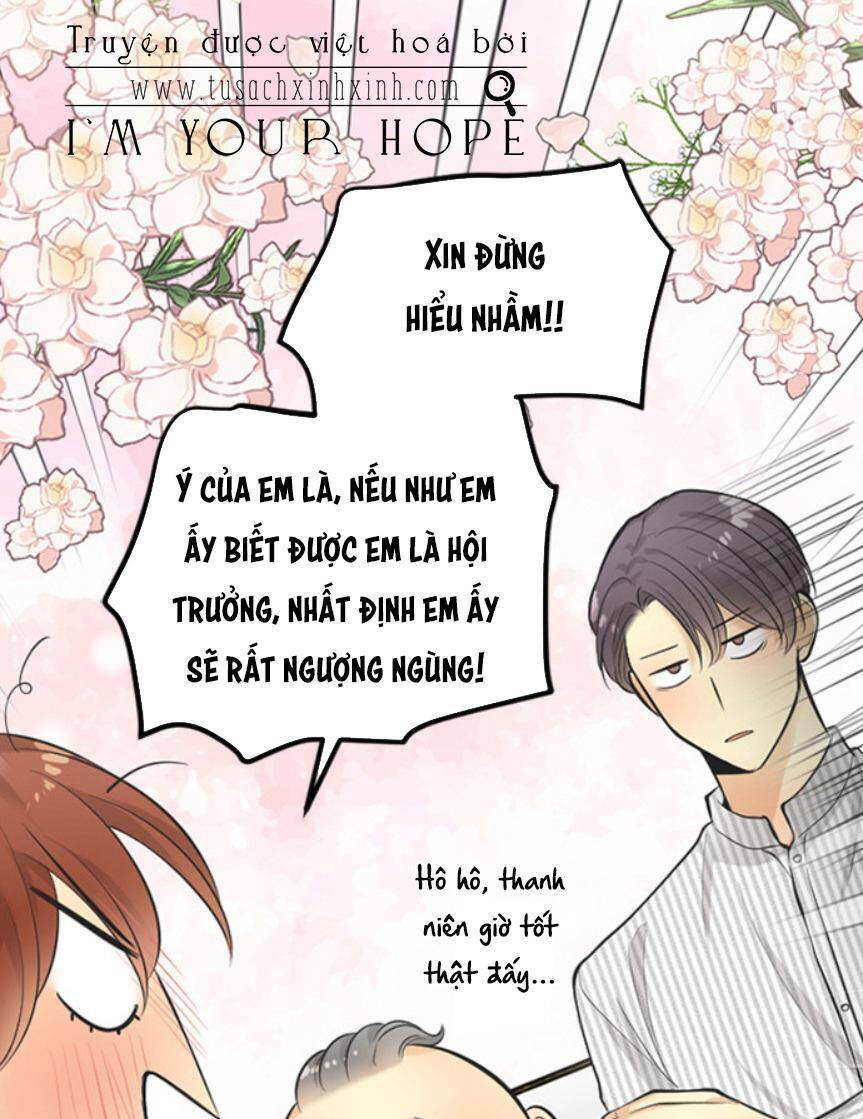 Truyện được việt hoá bởi
www.tusachxinhxinh.com
I'M YOUR HOPE
XIN ĐỪNG
HIỂU NHẦM!!
Ý CỦA EM LÀ, NẾU NHƯ EM
ẤY BIẾT ĐƯỢC EM LÀ HỘI
TRƯỞNG, NHẤT ĐỊNH EM ẤY
SẼ RẤT NGƯỢNG NGÙNG!
Hô hô, thanh
niên giờ tốt
thật đấy...